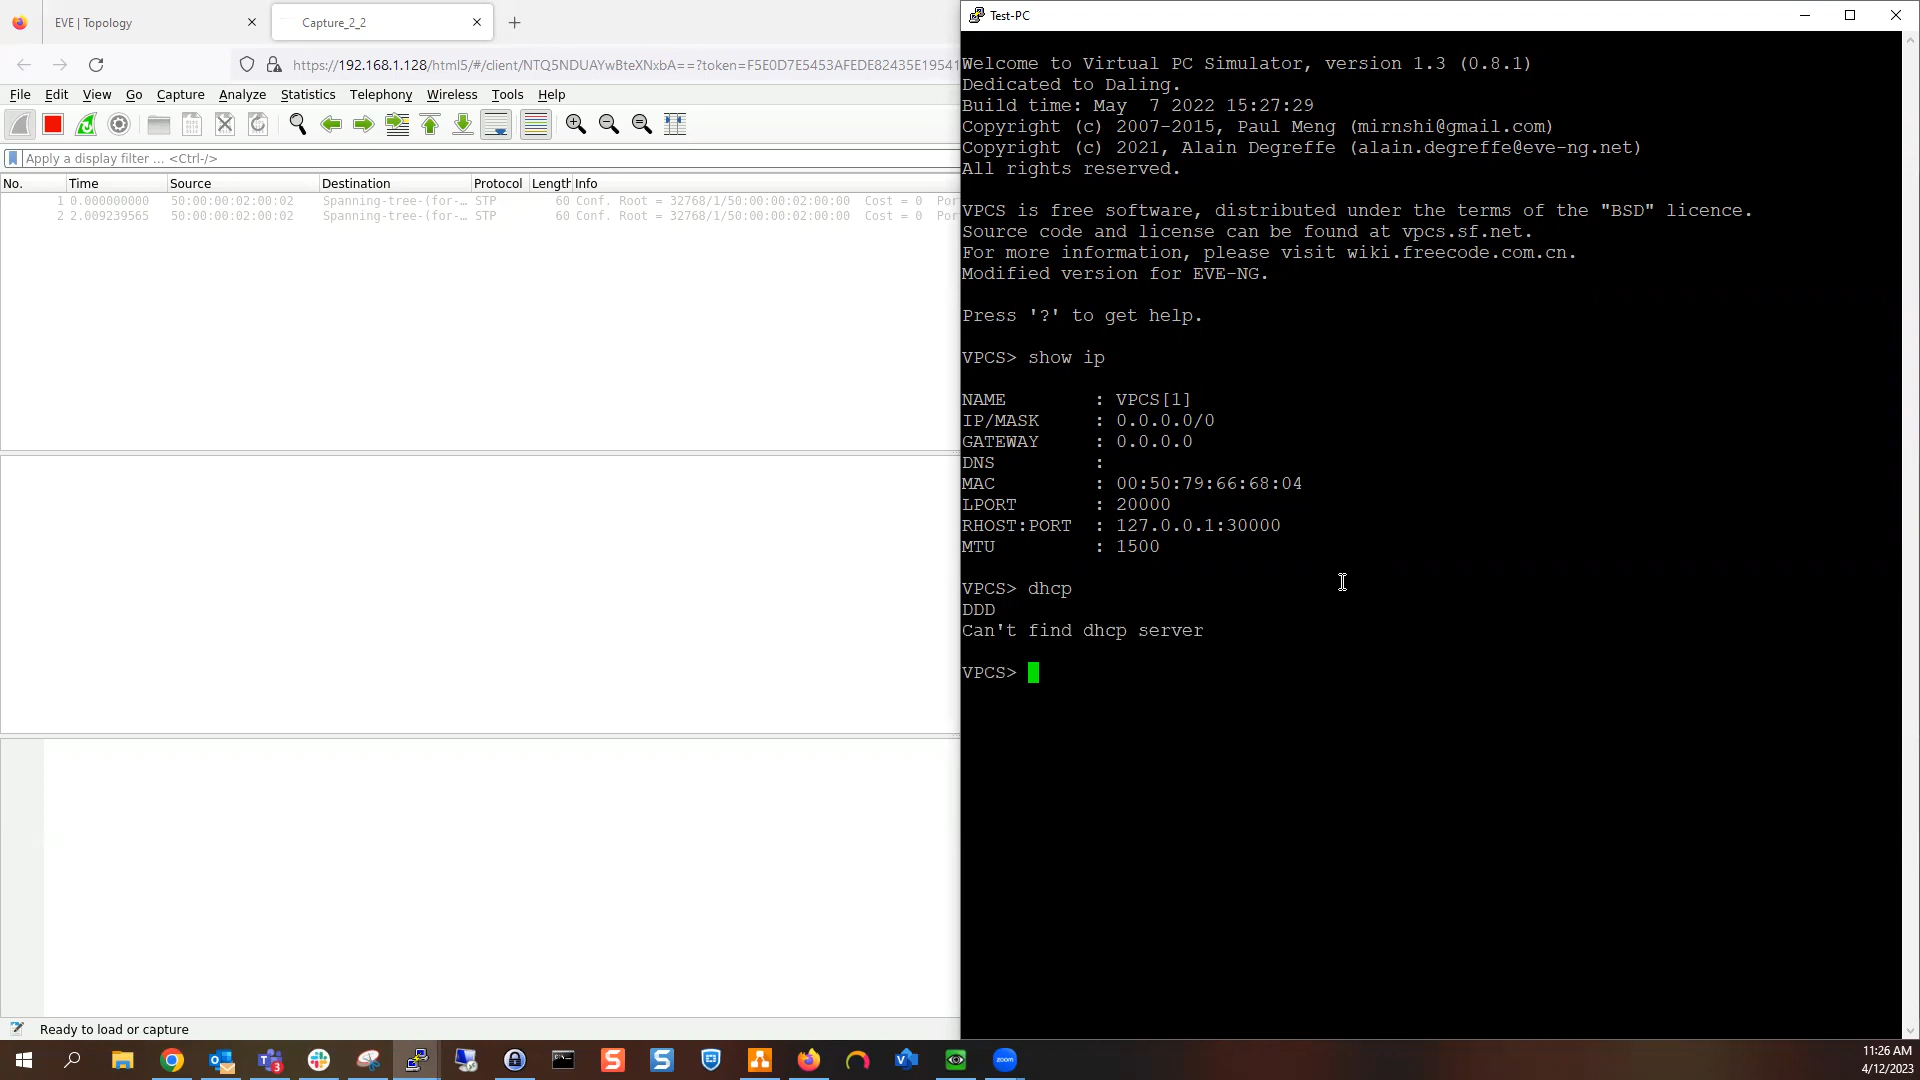 EVE | Topology
Capture_2_2
https://192.168.1.128/html5/#/client/NTQ5NDUAYwBteXNxbA==?token=F5E0D7E5453AFEDE82435E19541
File Edit View Go Capture Analyze Statistics Telephony Wireless Tools Help
Apply a display filter ... <Ctrl-/>
No. Time Source Destination Protocol Length Info
1 0.000000000 50:00:00:02:00:02 Spanning-tree-(for-… STP 60 Conf. Root = 32768/1/50:00:00:02:00:00 Cost = 0 Por
2 2.009239565 50:00:00:02:00:02 Spanning-tree-(for-… STP 60 Conf. Root = 32768/1/50:00:00:02:00:00 Cost = 0 Por
Ready to load or capture
Test-PC
Welcome to Virtual PC Simulator, version 1.3 (0.8.1)
Dedicated to Daling.
Build time: May  7 2022 15:27:29
Copyright (c) 2007-2015, Paul Meng (mirnshi@gmail.com)
Copyright (c) 2021, Alain Degreffe (alain.degreffe@eve-ng.net)
All rights reserved.
VPCS is free software, distributed under the terms of the "BSD" licence.
Source code and license can be found at vpcs.sf.net.
For more information, please visit wiki.freecode.com.cn.
Modified version for EVE-NG.
Press '?' to get help.
VPCS> show ip
NAME : VPCS[1]
IP/MASK : 0.0.0.0/0
GATEWAY : 0.0.0.0
DNS :
MAC : 00:50:79:66:68:04
LPORT : 20000
RHOST:PORT : 127.0.0.1:30000
MTU : 1500
VPCS> dhcp
DDD
Can't find dhcp server
VPCS>
3
S
S
zoom
11:26 AM
4/12/2023